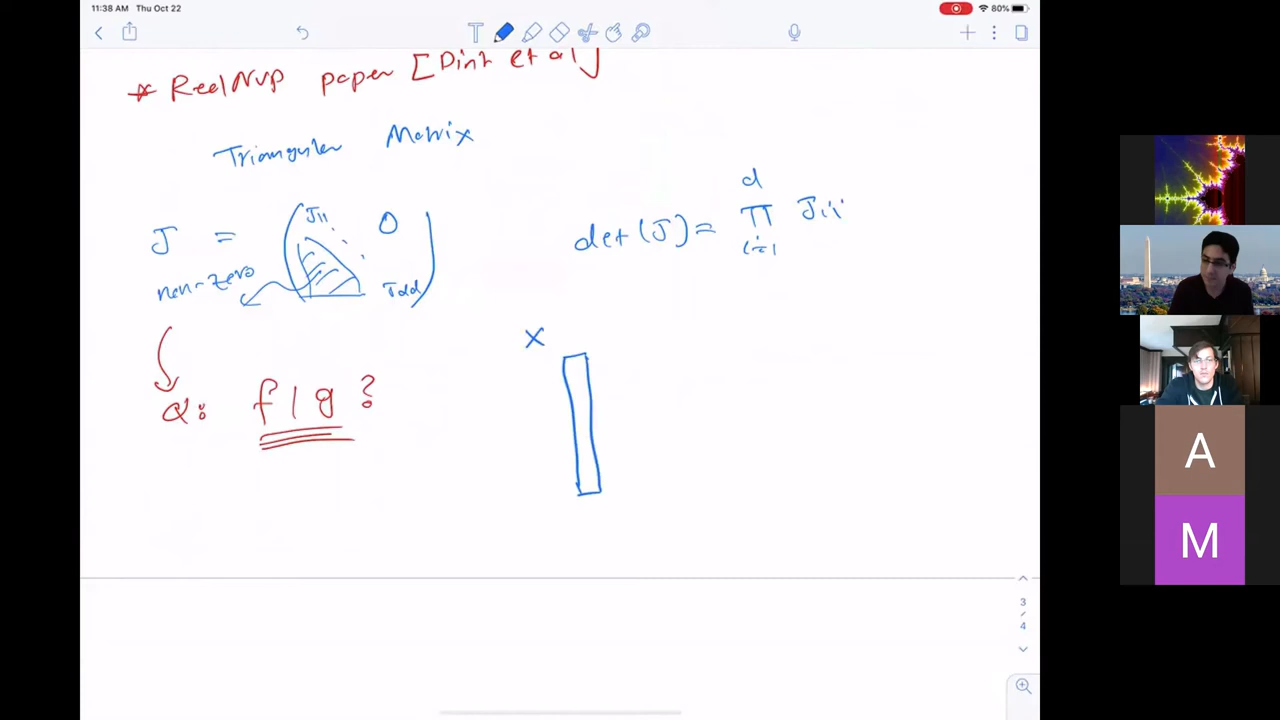 11:38 AM Thu Oct 22
80%
* RealNvp paper [Dinh et al]
Triangular Matrix
J = ( J11 0 Jdd )
non-zero
det(J) = d ∏ i=1 Jii
x
Q: f / g ?
3
/
4
A
M